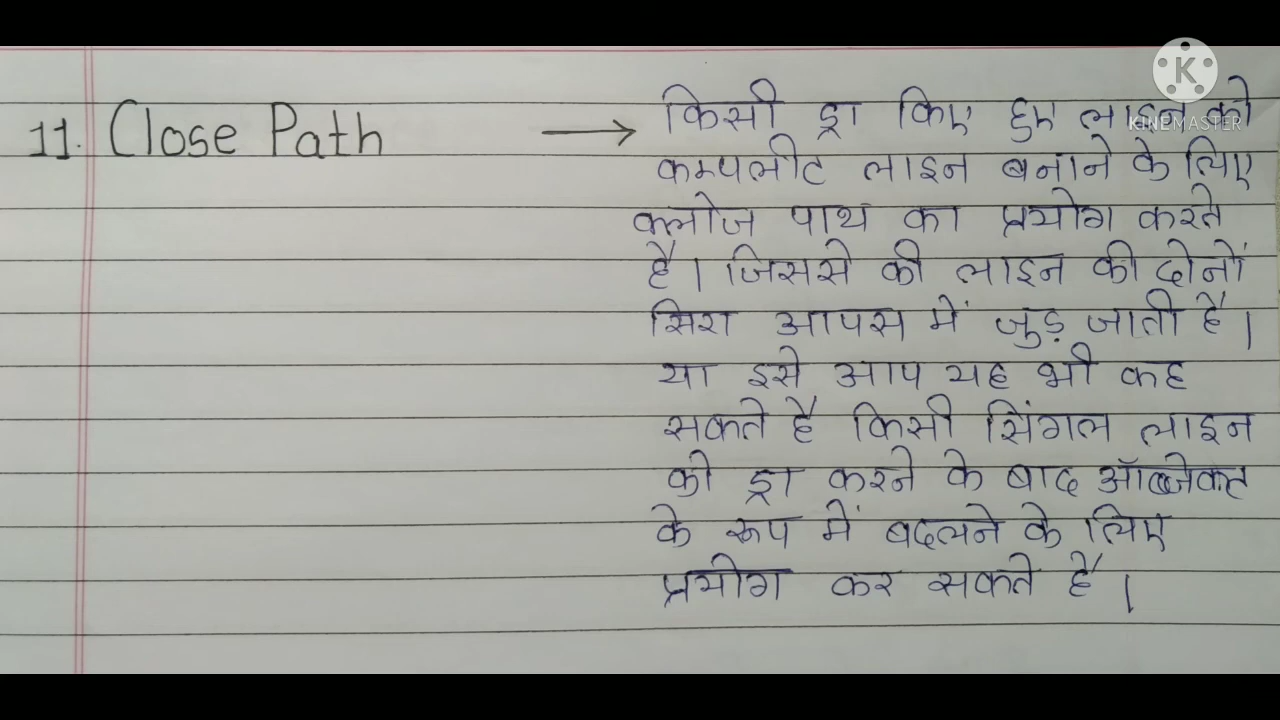 11. Close Path → किसी ड्रा किए हुए लाइन को
कम्पलीट लाइन बनाने के लिए
क्लोज पाथ का प्रयोग करते
है। जिससे की लाइन की दोनों
सिरा आपस में जुड़ जाती है।
या इसे आप यह भी कह
सकते है किसी सिंगल लाइन
को ड्रा करने के बाद ऑब्जेक्ट
के रूप में बदलने के लिए
प्रयोग कर सकते है।
K
KINEMASTER